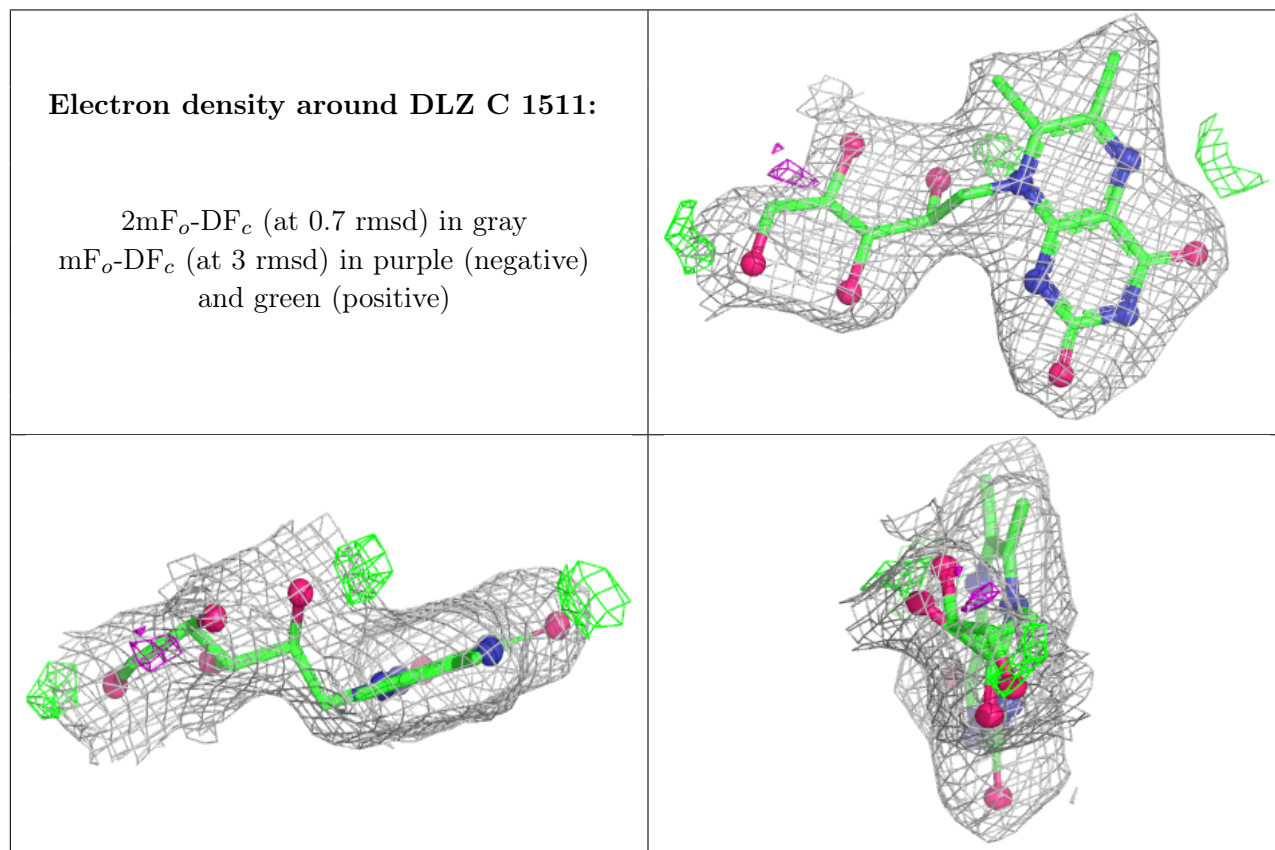 Electron density around DLZ C 1511:
2mFo-DFc (at 0.7 rmsd) in gray
mFo-DFc (at 3 rmsd) in purple (negative)
and green (positive)